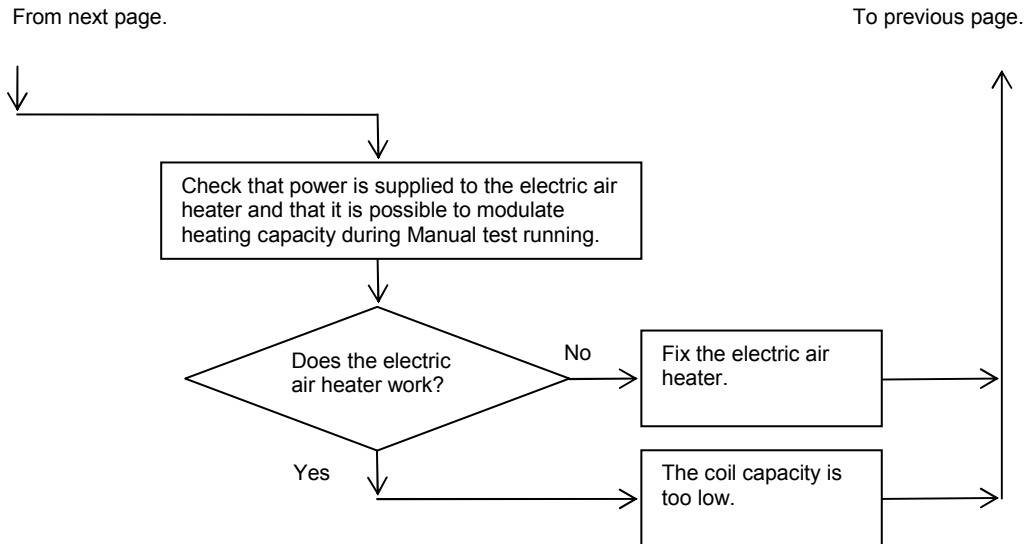 From next page.
To previous page.
Check that power is supplied to the electric air
heater and that it is possible to modulate
heating capacity during Manual test running.
Does the electric
air heater work?
No
Fix the electric air
heater.
Yes
The coil capacity is
too low.